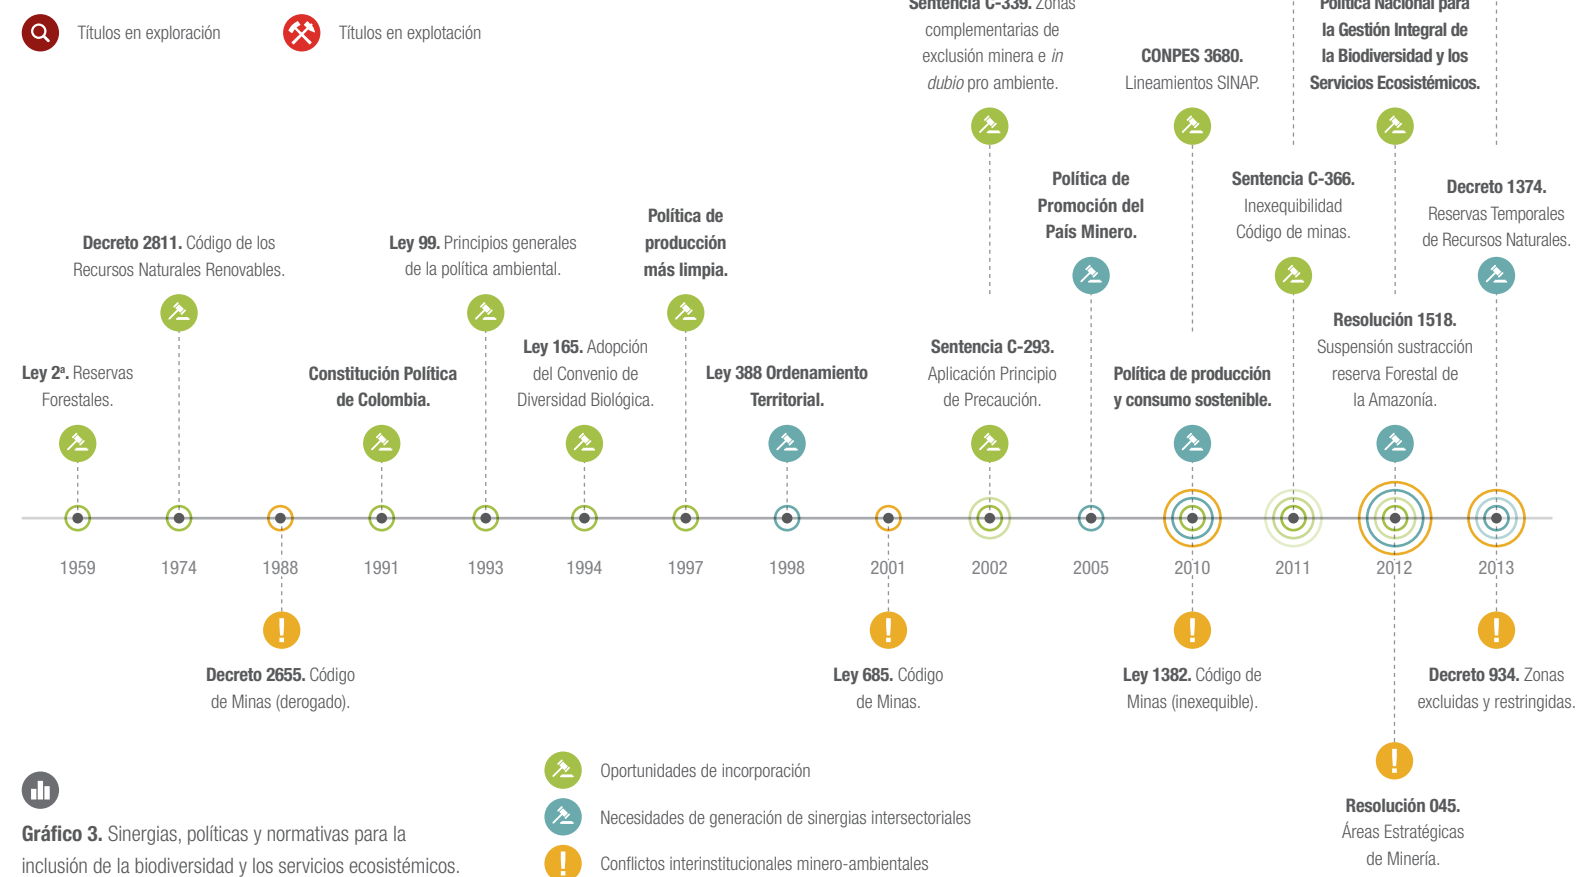 Títulos en exploración
Títulos en explotación
Sentencia C-339. Zonas
complementarias de
exclusión minera e in
dubio pro ambiente.
CONPES 3680.
Lineamientos SINAP.
Política Nacional para
la Gestión Integral de
la Biodiversidad y los
Servicios Ecosistémicos.
Política de
Promoción del
País Minero.
Sentencia C-366.
Inexequibilidad
Código de minas.
Decreto 1374.
Reservas Temporales
de Recursos Naturales.
Decreto 2811. Código de los
Recursos Naturales Renovables.
Ley 99. Principios generales
de la política ambiental.
Política de
producción
más limpia.
Ley 2ª. Reservas
Forestales.
Constitución Política
de Colombia.
Ley 165. Adopción
del Convenio de
Diversidad Biológica.
Ley 388 Ordenamiento
Territorial.
Sentencia C-293.
Aplicación Principio
de Precaución.
Política de producción
y consumo sostenible.
Resolución 1518.
Suspensión sustracción
reserva Forestal de
la Amazonía.
1959
1974
1988
1991
1993
1994
1997
1998
2001
2002
2005
2010
2011
2012
2013
Decreto 2655. Código
de Minas (derogado).
Ley 685. Código
de Minas.
Ley 1382. Código de
Minas (inexequible).
Decreto 934. Zonas
excluidas y restringidas.
Resolución 045.
Áreas Estratégicas
de Minería.
Gráfico 3. Sinergias, políticas y normativas para la
inclusión de la biodiversidad y los servicios ecosistémicos.
Oportunidades de incorporación
Necesidades de generación de sinergias intersectoriales
Conflictos interinstitucionales minero-ambientales